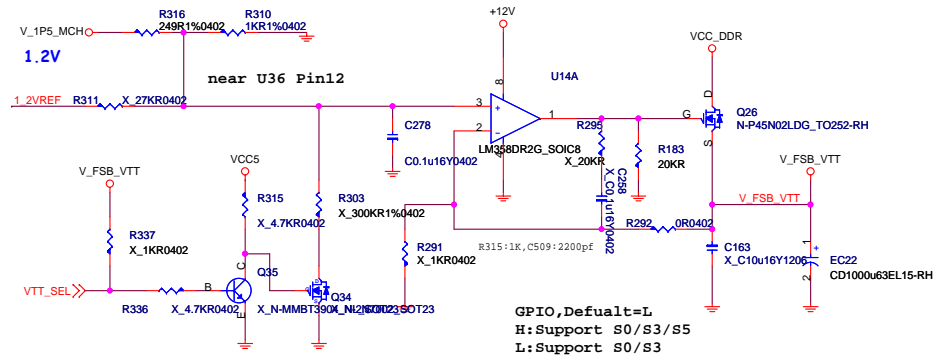 +12V
R316
249R1%0402
R310
1KR1%0402
V_1P5_MCH
1.2V
VCC_DDR
near U36 Pin12
U14A
8
D
1_2VREF
R311
X_27KR0402
3
+
1
2
-
4
G
Q26
N-P45N02LDG_TO252-RH
S
C278
C0.1u16Y0402
LM358DR2G_SOIC8
R295
X_20KR
R183
20KR
V_FSB_VTT
VCC5
V_FSB_VTT
C258
X_C0.1u16Y0402
R315
X_4.7KR0402
R303
X_300KR1%0402
V_FSB_VTT
R337
X_1KR0402
R291
X_1KR0402
R315:1K,C509:2200pf
R292
0R0402
C163
X_C10u16Y1206
1
+
2
EC22
CD1000u63EL15-RH
VTT_SEL
R336
X_4.7KR0402
B
C
E
Q35
Q34
GPIO,Defualt=L
H:Support S0/S3/S5
L:Support S0/S3